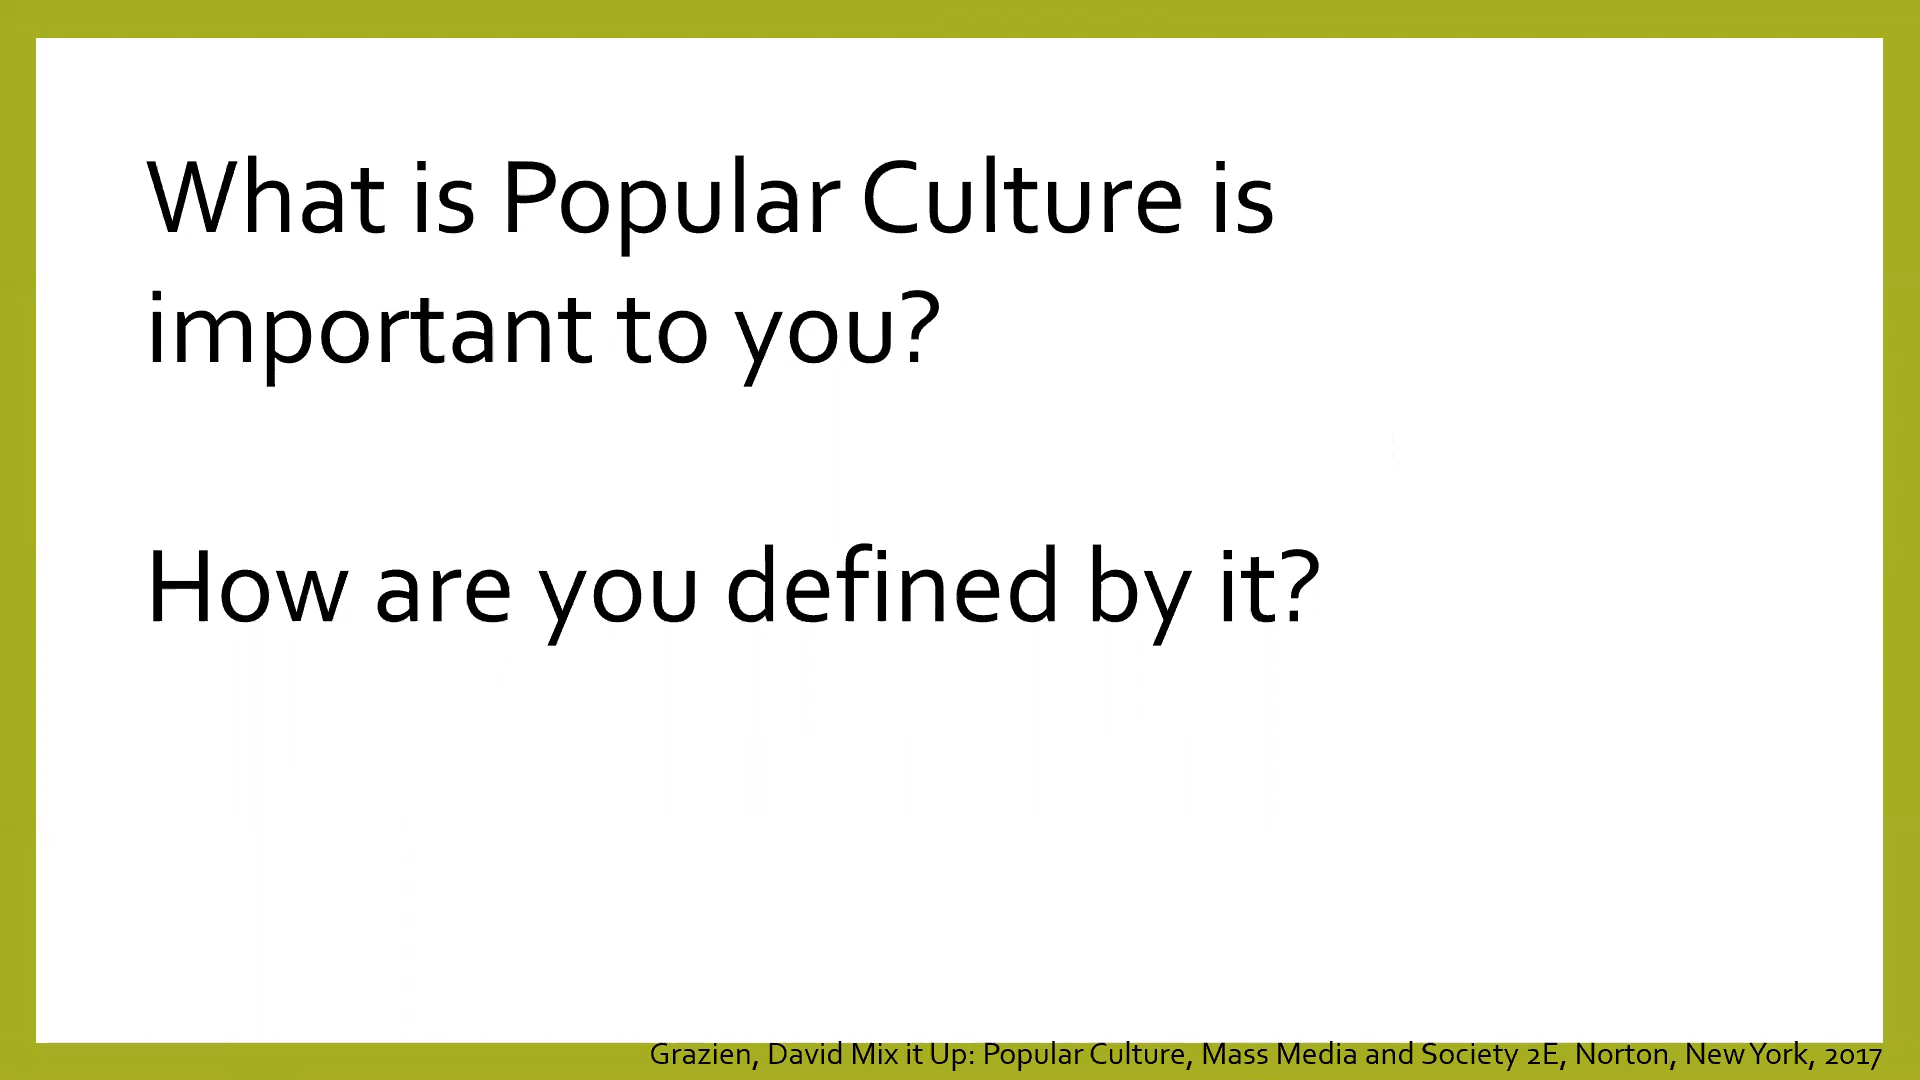 What is Popular Culture is
important to you?
How are you defined by it?
Grazien, David Mix it Up: Popular Culture, Mass Media and Society 2E, Norton, New York, 2017